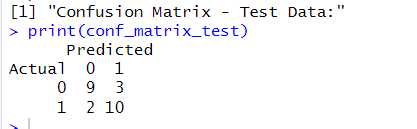 [1] "Confusion Matrix - Test Data:"
> print(conf_matrix_test)
Predicted
Actual 0 1
0 9 3
1 2 10
>